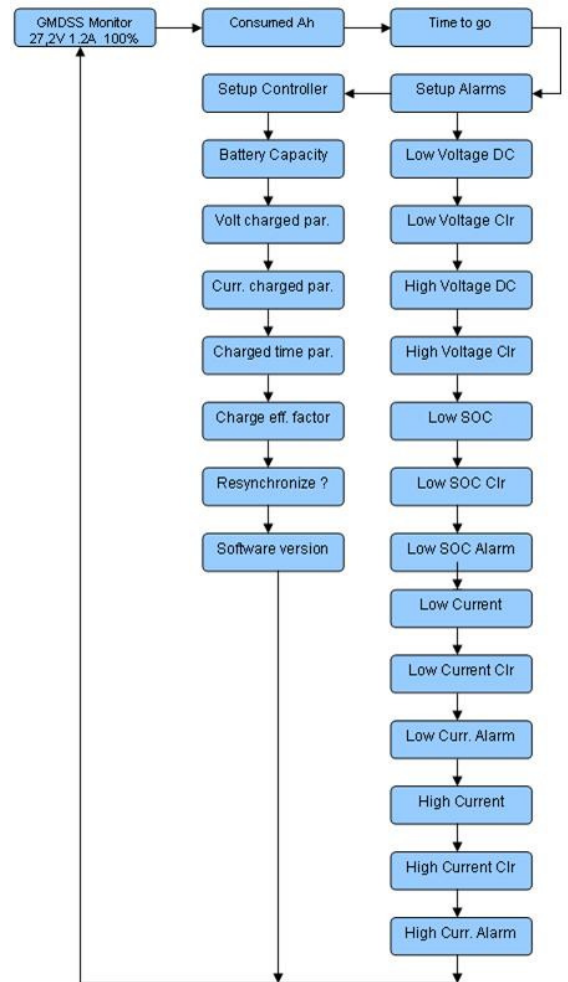 GMDSS Monitor
27,2V 1.2A 100%
Consumed Ah
Time to go
Setup Controller
Setup Alarms
Battery Capacity
Low Voltage DC
Volt charged par.
Low Voltage Clr
Curr. charged par.
High Voltage DC
Charged time par.
High Voltage Clr
Charge eff. factor
Low SOC
Resynchronize ?
Low SOC Clr
Software version
Low SOC Alarm
Low Current
Low Current Clr
Low Curr. Alarm
High Current
High Current Clr
High Curr. Alarm